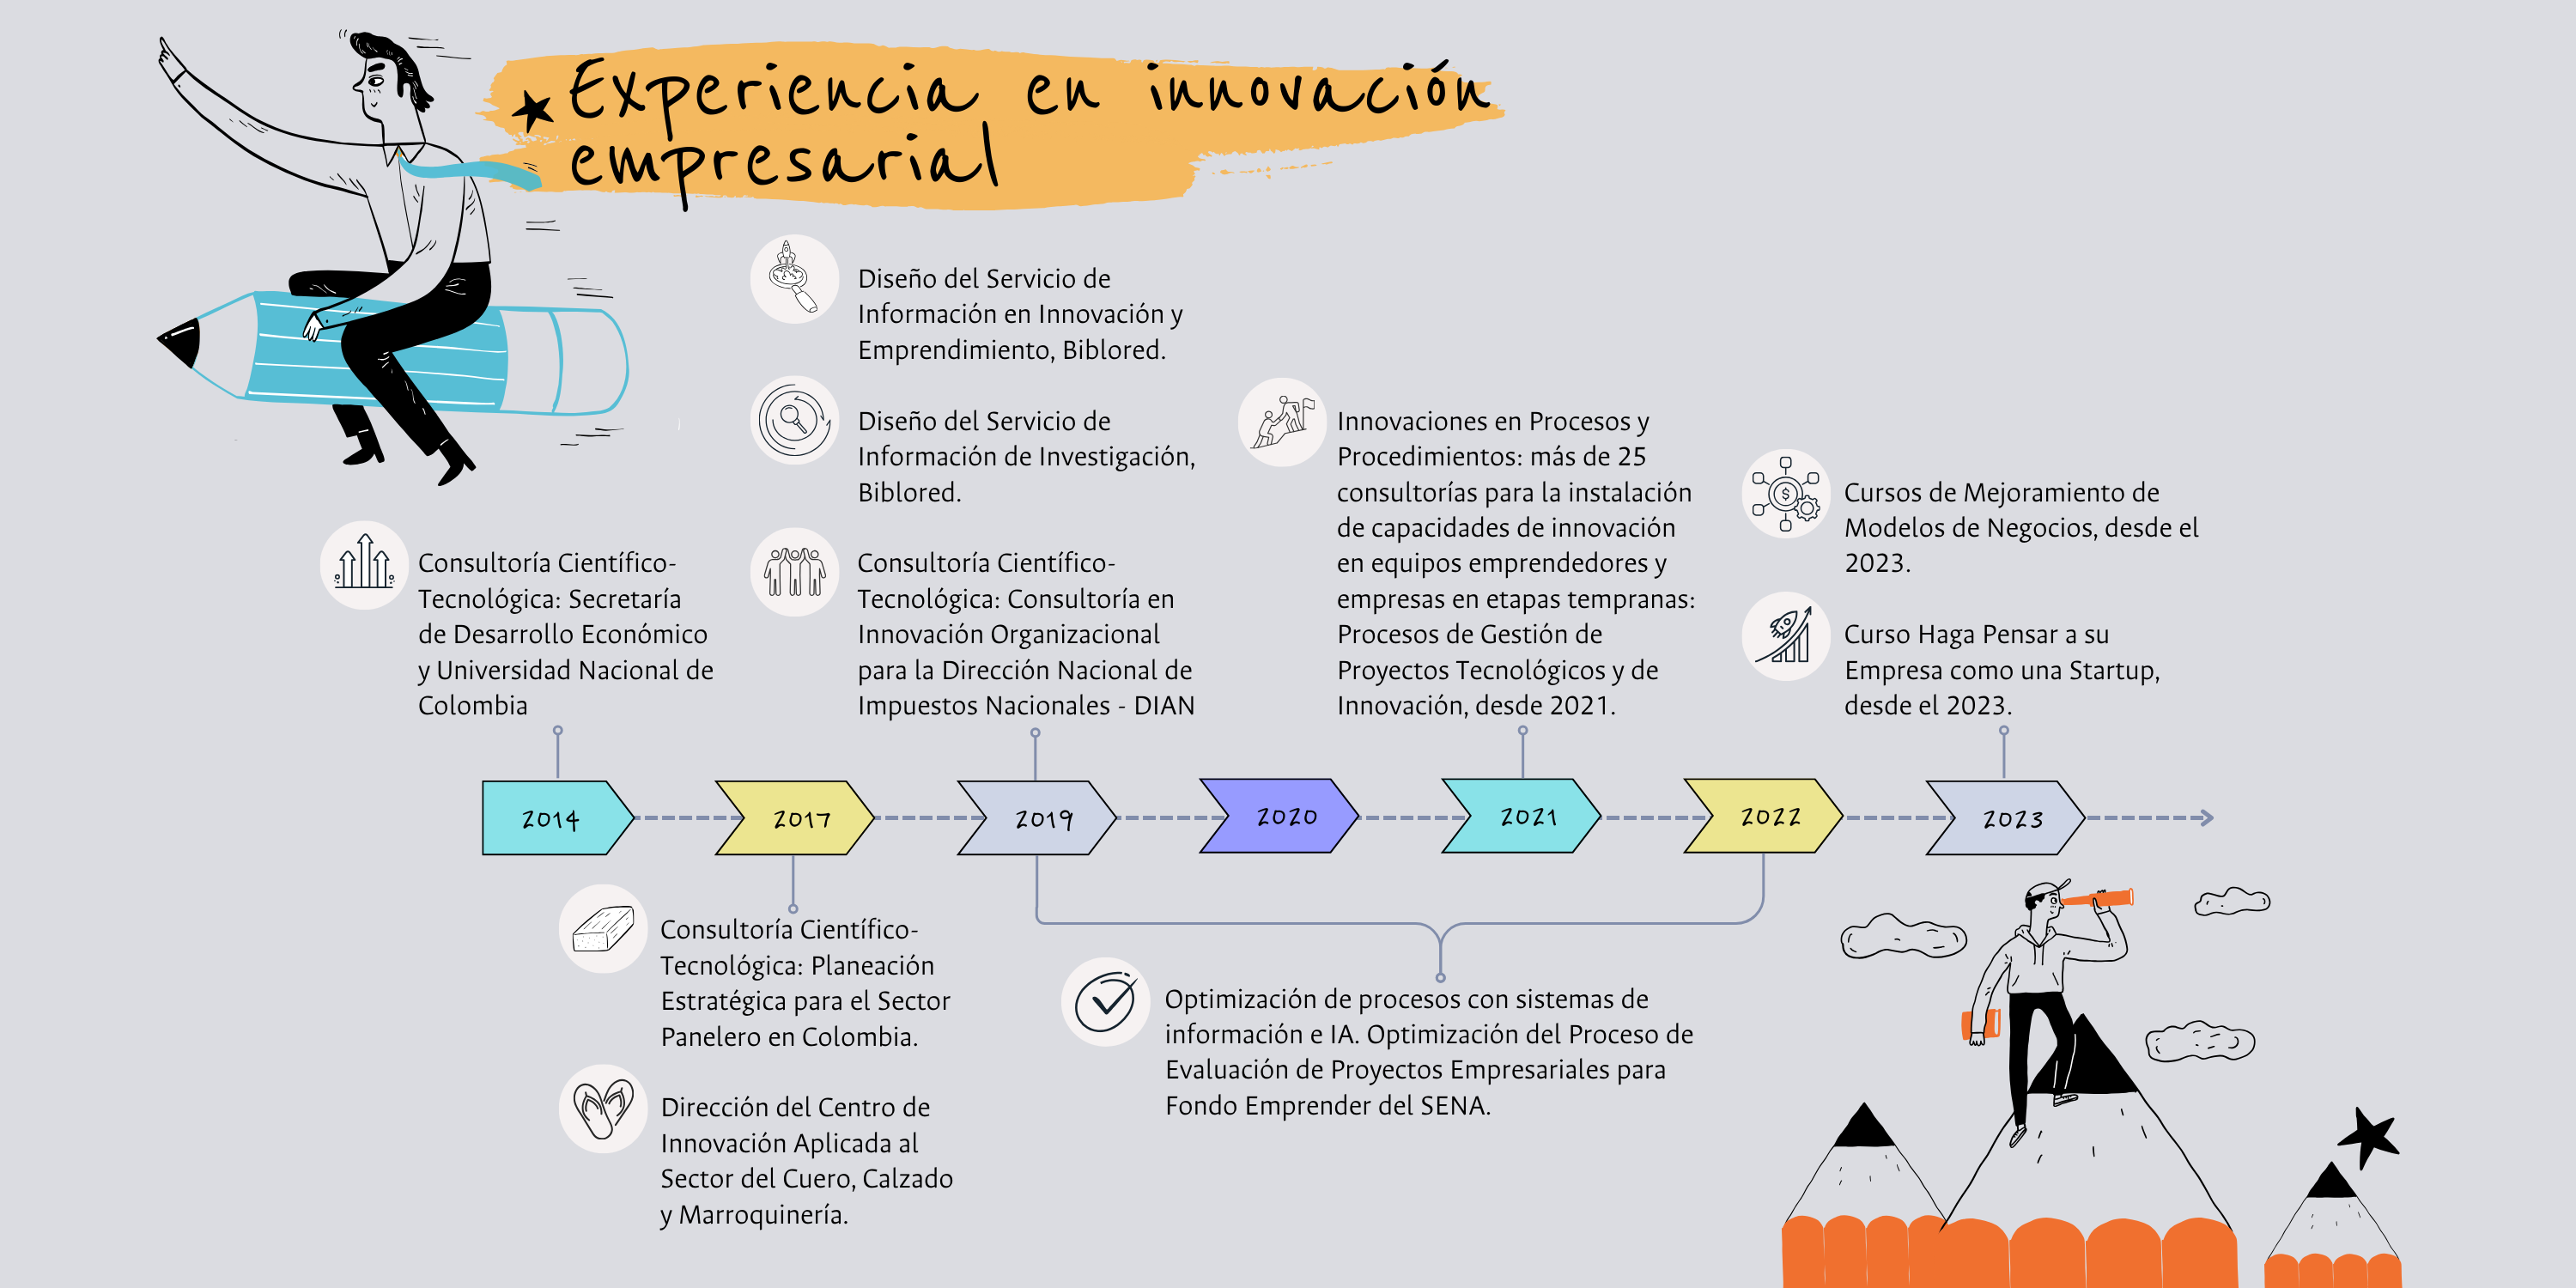 Experiencia en innovación
empresarial
Diseño del Servicio de
Información en Innovación y
Emprendimiento, Biblored.
Diseño del Servicio de
Información de Investigación,
Biblored.
Consultoría Científico-
Tecnológica: Secretaría
de Desarrollo Económico
y Universidad Nacional de
Colombia
Consultoría Científico-
Tecnológica: Consultoría en
Innovación Organizacional
para la Dirección Nacional de
Impuestos Nacionales - DIAN
Innovaciones en Procesos y
Procedimientos: más de 25
consultorías para la instalación
de capacidades de innovación
en equipos emprendedores y
empresas en etapas tempranas:
Procesos de Gestión de
Proyectos Tecnológicos y de
Innovación, desde 2021.
Cursos de Mejoramiento de
Modelos de Negocios, desde el
2023.
Curso Haga Pensar a su
Empresa como una Startup,
desde el 2023.
2014
2017
2019
2020
2021
2022
2023
Consultoría Científico-
Tecnológica: Planeación
Estratégica para el Sector
Panelero en Colombia.
Dirección del Centro de
Innovación Aplicada al
Sector del Cuero, Calzado
y Marroquinería.
Optimización de procesos con sistemas de
información e IA. Optimización del Proceso de
Evaluación de Proyectos Empresariales para
Fondo Emprender del SENA.